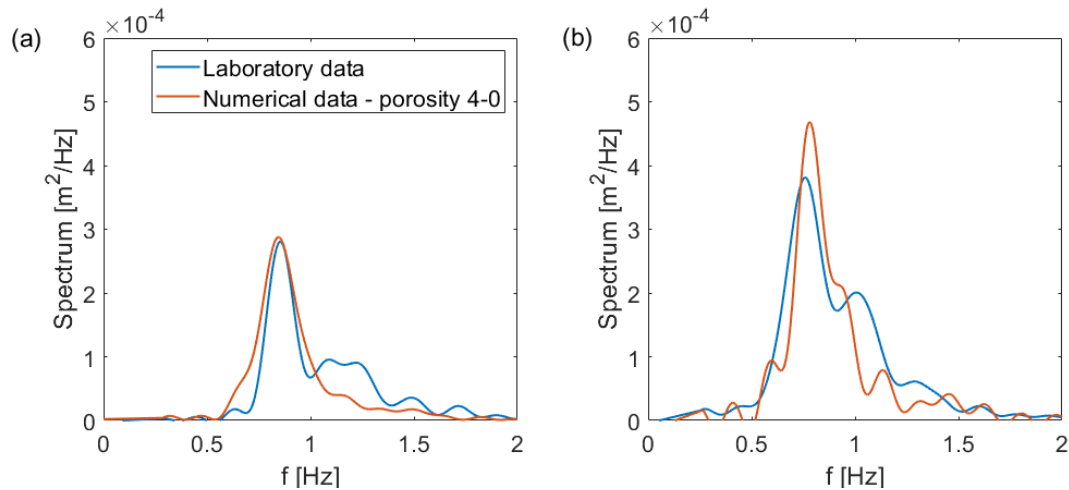 (a)
×10⁻⁴
6
5
4
3
2
1
0
Spectrum [m²/Hz]
Laboratory data
Numerical data - porosity 4-0
0 0.5 1 1.5 2
f [Hz]
(b)
×10⁻⁴
6
5
4
3
2
1
0
Spectrum [m²/Hz]
0 0.5 1 1.5 2
f [Hz]